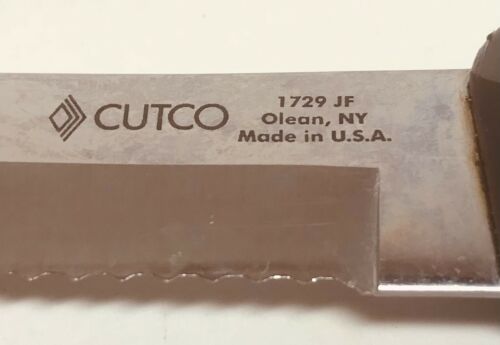 CUTCO
1729 JF
Olean, NY
Made in U.S.A.